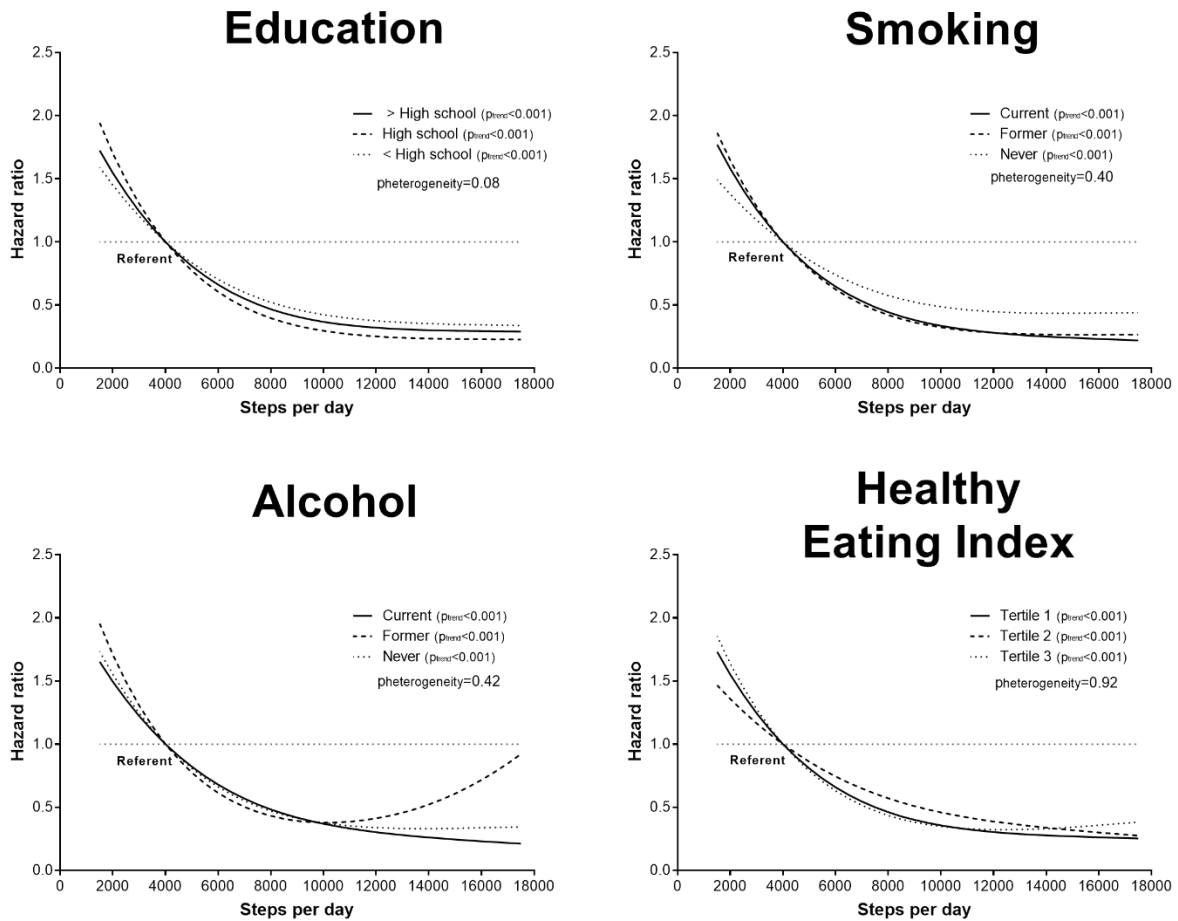 Education
2.5
2.0
1.5
1.0
0.5
0.0
Hazard ratio
> High school (ptrend<0.001)
High school (ptrend<0.001)
< High school (ptrend<0.001)
pheterogeneity=0.08
Referent
0 2000 4000 6000 8000 10000 12000 14000 16000 18000
Steps per day
Smoking
2.5
2.0
1.5
1.0
0.5
0.0
Hazard ratio
Current (ptrend<0.001)
Former (ptrend<0.001)
Never (ptrend<0.001)
pheterogeneity=0.40
Referent
0 2000 4000 6000 8000 10000 12000 14000 16000 18000
Steps per day
Alcohol
2.5
2.0
1.5
1.0
0.5
0.0
Hazard ratio
Current (ptrend<0.001)
Former (ptrend<0.001)
Never (ptrend<0.001)
pheterogeneity=0.42
Referent
0 2000 4000 6000 8000 10000 12000 14000 16000 18000
Steps per day
Healthy
Eating Index
2.5
2.0
1.5
1.0
0.5
0.0
Hazard ratio
Tertile 1 (ptrend<0.001)
Tertile 2 (ptrend<0.001)
Tertile 3 (ptrend<0.001)
pheterogeneity=0.92
Referent
0 2000 4000 6000 8000 10000 12000 14000 16000 18000
Steps per day